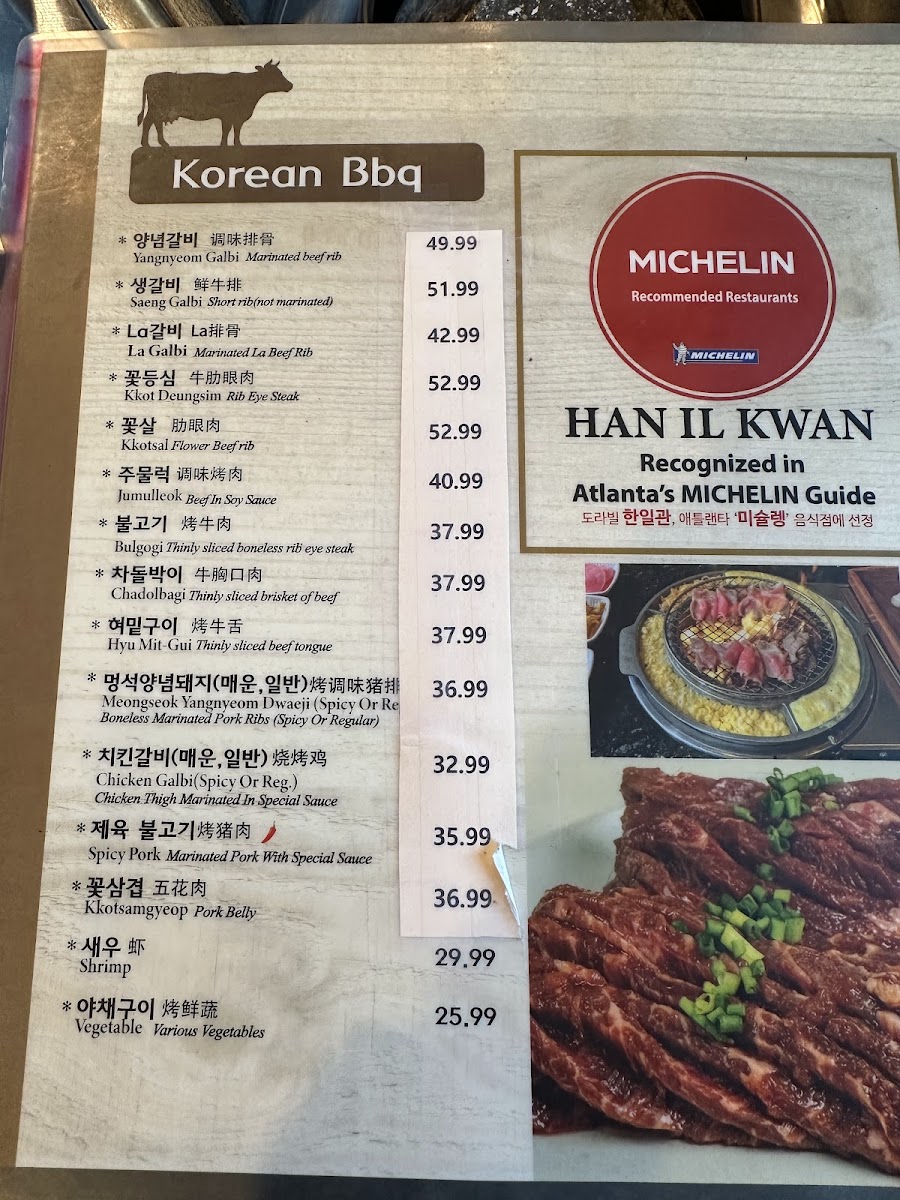 Korean Bbq
* 양념갈비 调味排骨 49.99
Yangnyeom Galbi Marinated beef rib
* 생갈비 鲜牛排 51.99
Saeng Galbi Short rib(not marinated)
* La갈비 La排骨 42.99
La Galbi Marinated La Beef Rib
* 꽃등심 牛肋眼肉 52.99
Kkot Deungsim Rib Eye Steak
* 꽃살 肋眼肉 52.99
Kkotsal Flower Beef rib
* 주물럭 调味烤肉 40.99
Jumulleok Beef In Soy Sauce
* 불고기 烤牛肉 37.99
Bulgogi Thinly sliced boneless rib eye steak
* 차돌박이 牛胸口肉 37.99
Chadolbagi Thinly sliced brisket of beef
* 혀밑구이 烤牛舌 37.99
Hyu Mit-Gui Thinly sliced beef tongue
* 멍석양념돼지(매운,일반)烤调味猪排 36.99
Meongseok Yangnyeom Dwaeji (Spicy Or Re
Boneless Marinated Pork Ribs (Spicy Or Regular)
* 치킨갈비(매운,일반) 烧烤鸡 32.99
Chicken Galbi(Spicy Or Reg.)
Chicken Thigh Marinated In Special Sauce
* 제육 불고기烤猪肉 35.99
Spicy Pork Marinated Pork With Special Sauce
* 꽃삼겹 五花肉 36.99
Kkotsamgyeop Pork Belly
* 새우 虾 29.99
Shrimp
* 야채구이 烤鲜蔬 25.99
Vegetable Various Vegetables
MICHELIN
Recommended Restaurants
MICHELIN
HAN IL KWAN
Recognized in
Atlanta's MICHELIN Guide
도라빌 한일관, 애틀랜타 '미슐렝' 음식점에 선정